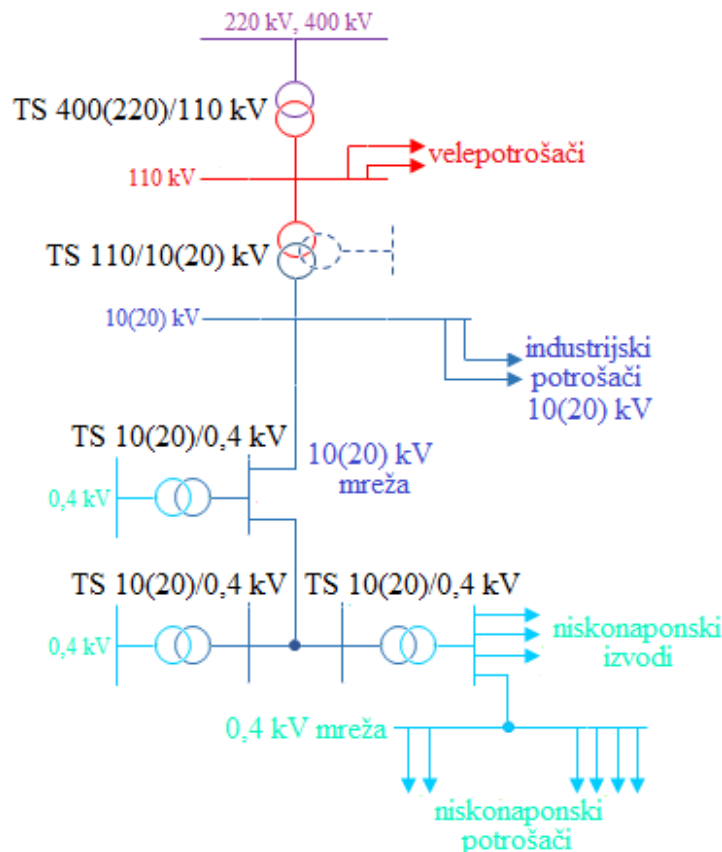 220 kV, 400 kV
TS 400(220)/110 kV
velepotrošači
110 kV
TS 110/10(20) kV
10(20) kV
industrijski
potrošači
10(20) kV
TS 10(20)/0,4 kV
10(20) kV
mreža
0,4 kV
TS 10(20)/0,4 kV
TS 10(20)/0,4 kV
0,4 kV
niskonaponski
izvodi
0,4 kV mreža
niskonaponski
potrošači